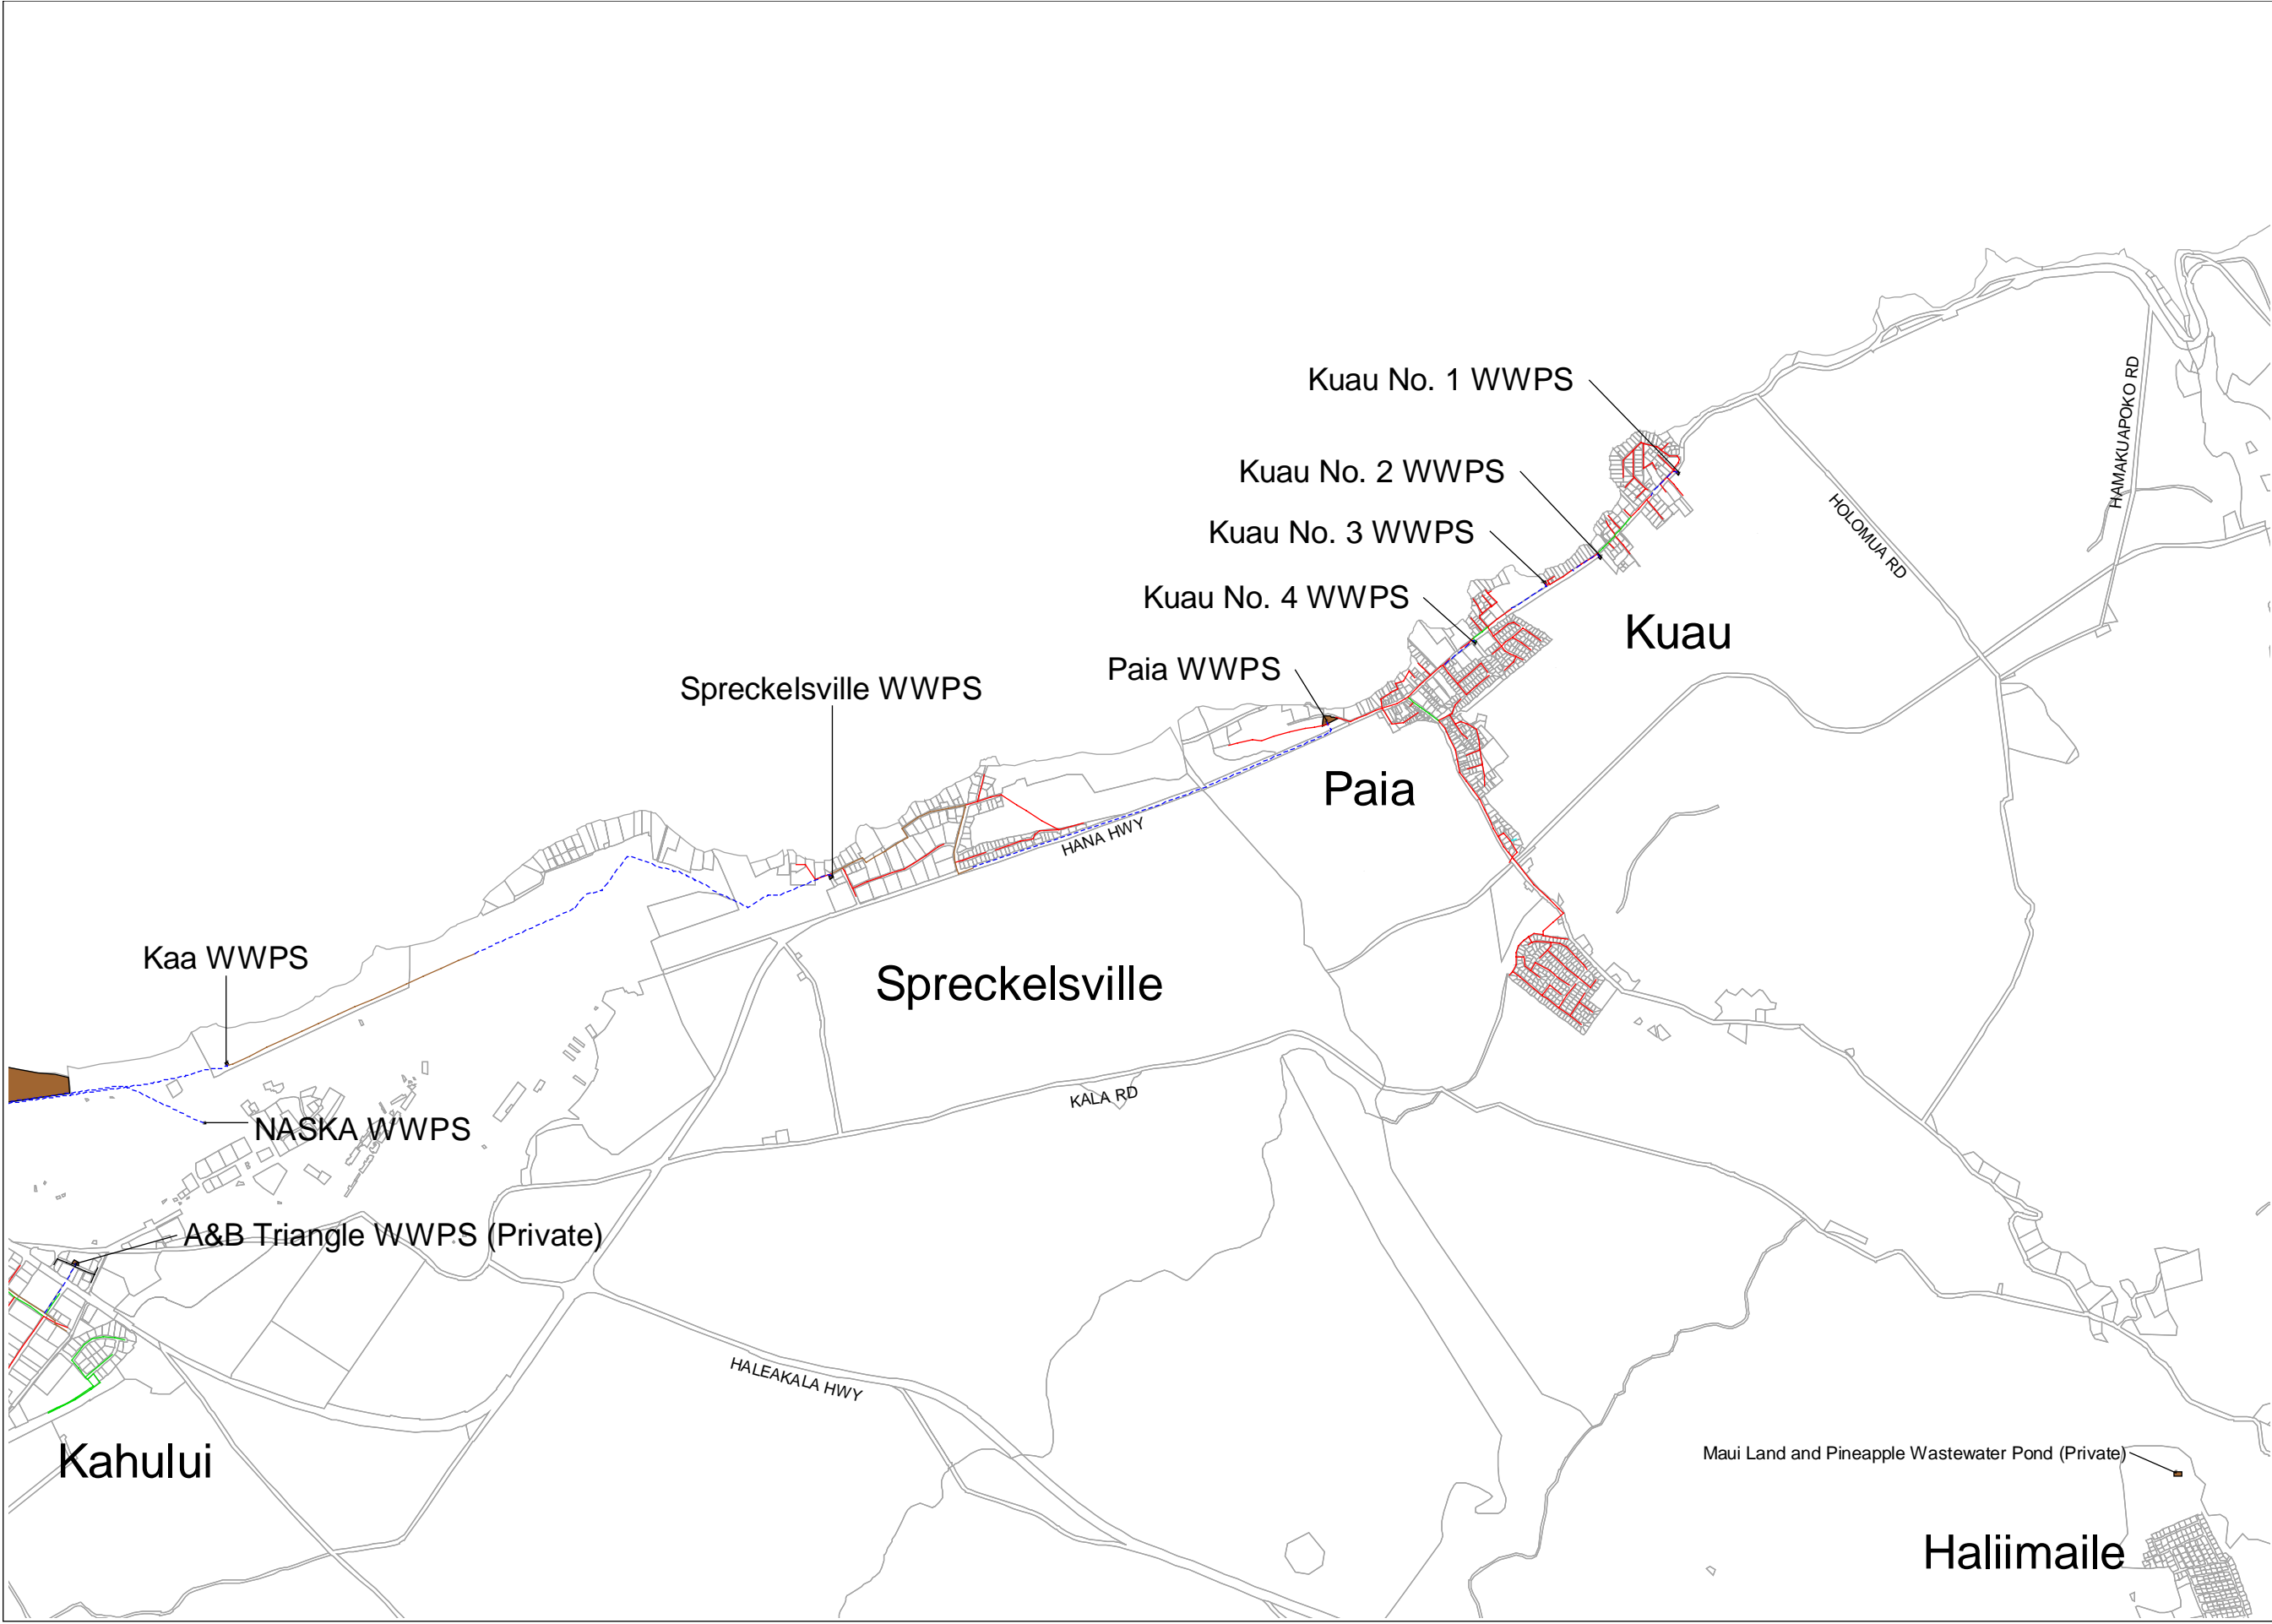 Kuau No. 1 WWPS
HAMAKUAPOKO RD
Kuau No. 2 WWPS
HOLOMUA RD
Kuau No. 3 WWPS
Kuau No. 4 WWPS
Kuau
Paia WWPS
Spreckelsville WWPS
Paia
HANA HWY
Kaa WWPS
Spreckelsville
KALA RD
NASKA WWPS
A&B Triangle WWPS (Private)
HALEAKALA HWY
Kahului
Maui Land and Pineapple Wastewater Pond (Private)
Haliimaile